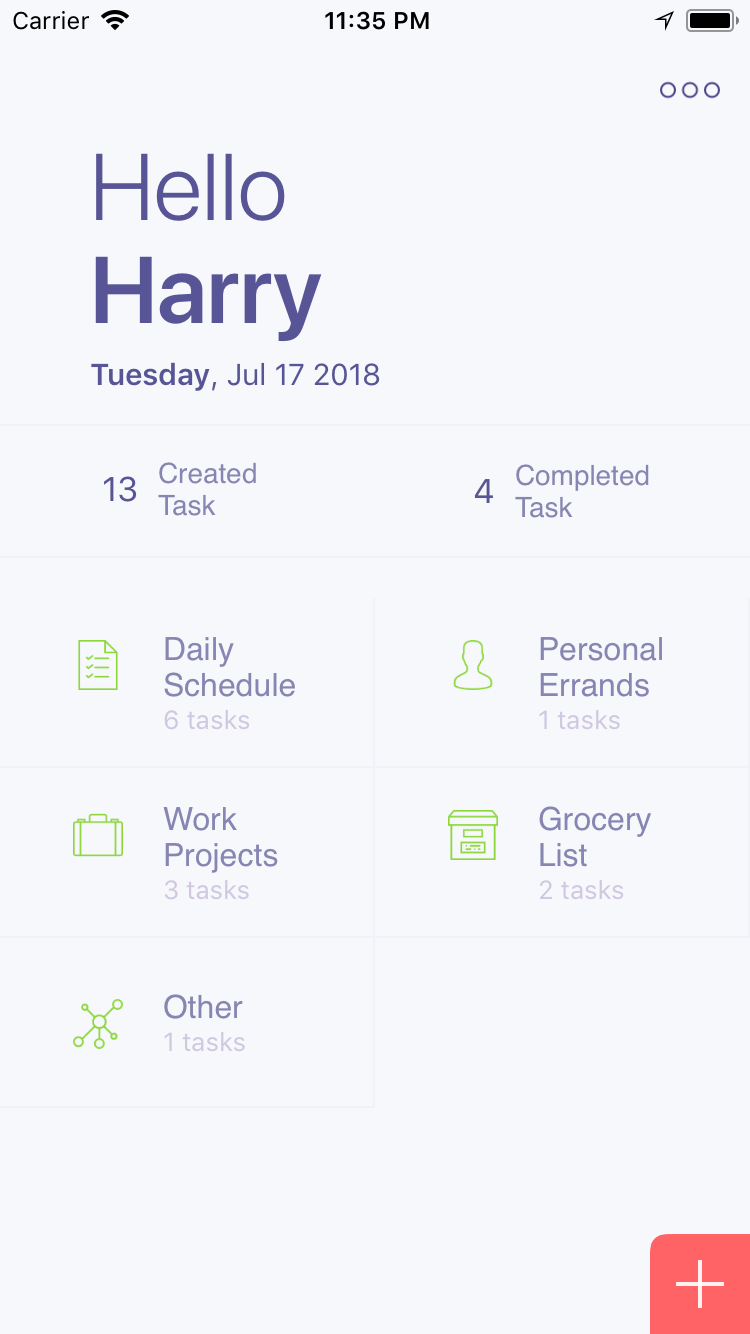 Carrier 11:35 PM
Hello
Harry
Tuesday, Jul 17 2018
13 Created
Task
4 Completed
Task
Daily
Schedule
6 tasks
Personal
Errands
1 tasks
Work
Projects
3 tasks
Grocery
List
2 tasks
Other
1 tasks